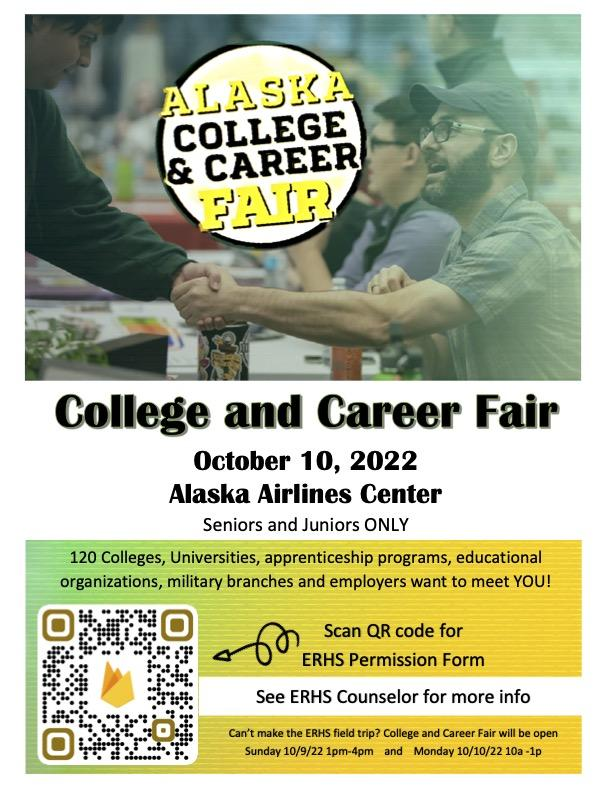 ALASKA
COLLEGE
& CAREER
FAIR
College and Career Fair
October 10, 2022
Alaska Airlines Center
Seniors and Juniors ONLY
120 Colleges, Universities, apprenticeship programs, educational
organizations, military branches and employers want to meet YOU!
Scan QR code for
ERHS Permission Form
See ERHS Counselor for more info
Can't make the ERHS field trip? College and Career Fair will be open
Sunday 10/9/22 1pm-4pm and Monday 10/10/22 10a -1p